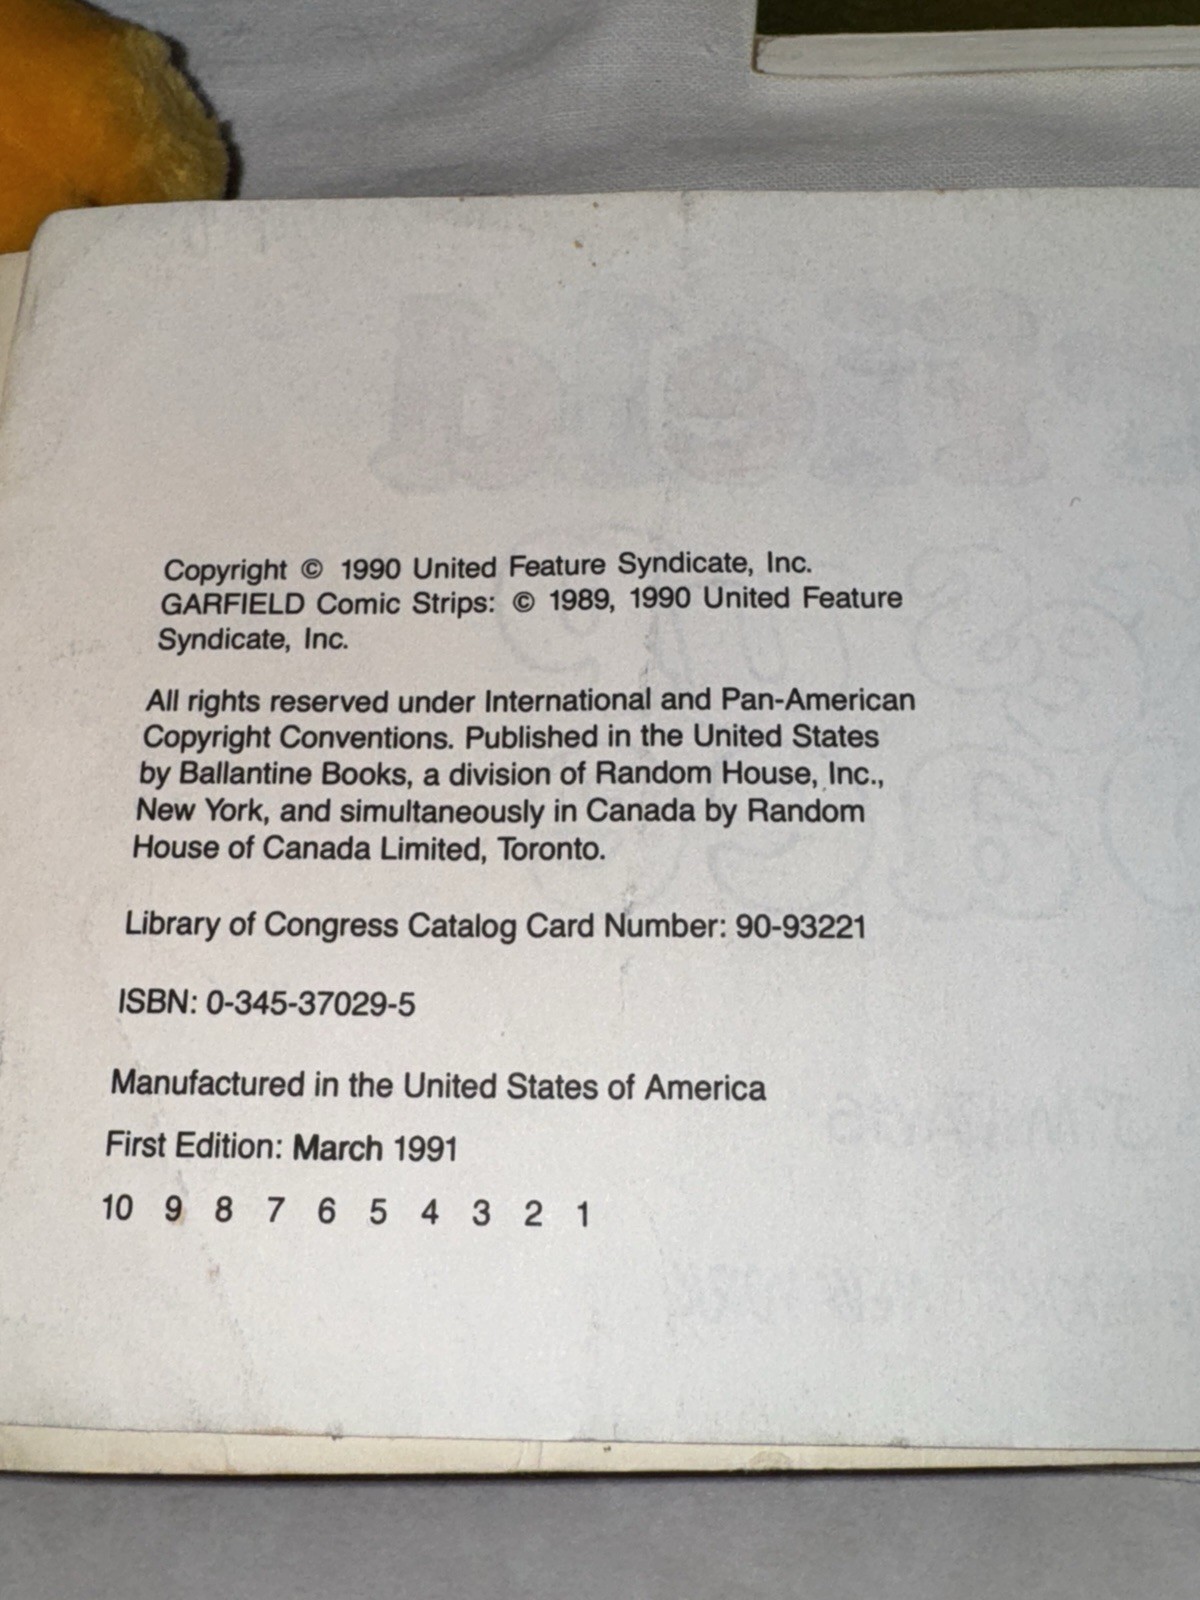 Copyright © 1990 United Feature Syndicate, Inc.
GARFIELD Comic Strips: © 1989, 1990 United Feature
Syndicate, Inc.
All rights reserved under International and Pan-American
Copyright Conventions. Published in the United States
by Ballantine Books, a division of Random House, Inc.,
New York, and simultaneously in Canada by Random
House of Canada Limited, Toronto.
Library of Congress Catalog Card Number: 90-93221
ISBN: 0-345-37029-5
Manufactured in the United States of America
First Edition: March 1991
10 9 8 7 6 5 4 3 2 1